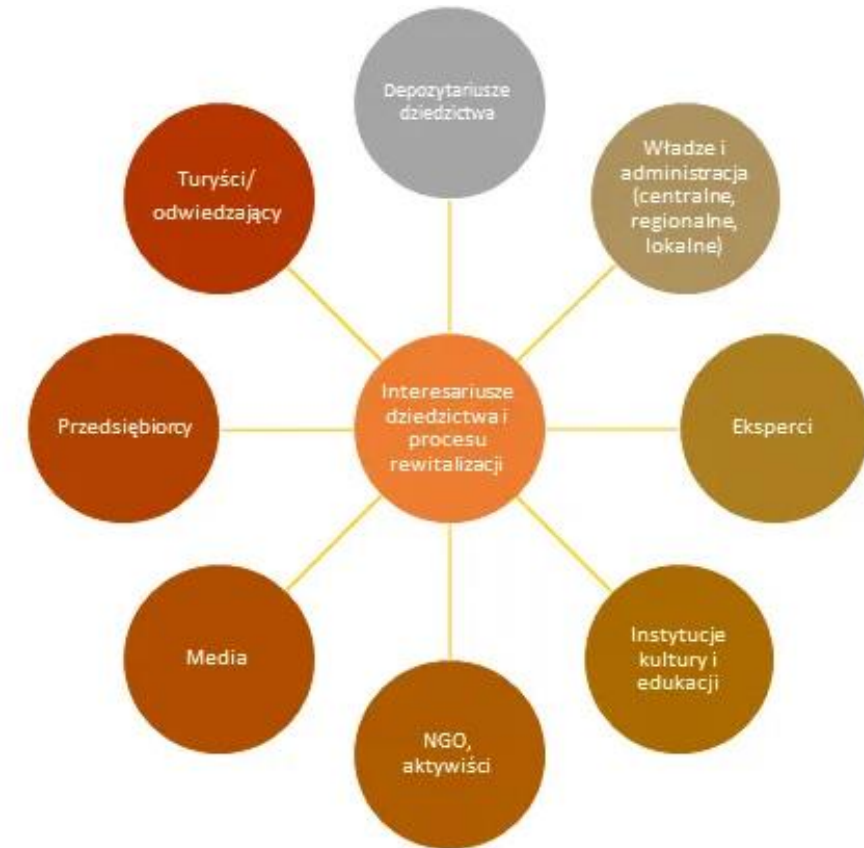 Depozytariusze
dziedzictwa
Władze i
administracja
(centralne,
regionalne,
lokalne)
Eksperci
Instytucje
kultury i
edukacji
NGO,
aktywiści
Media
Przedsiębiorcy
Turyści/
odwiedzający
Interesariusze
dziedzictwa i
procesu
rewitalizacji